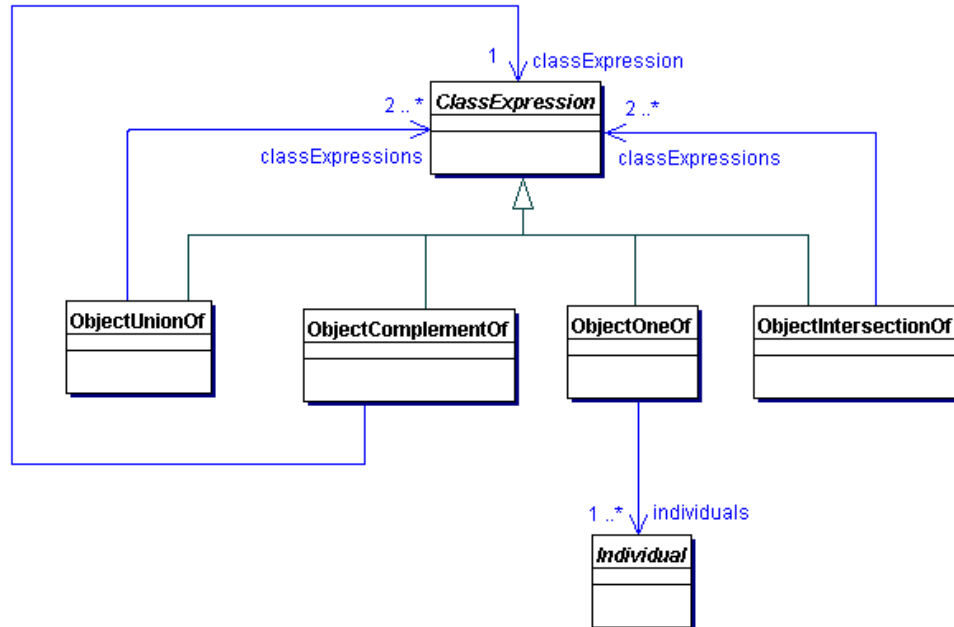 1 classExpression
ClassExpression
2 .. *
2 .. *
classExpressions
classExpressions
ObjectUnionOf
ObjectComplementOf
ObjectOneOf
ObjectIntersectionOf
1 ..* individuals
Individual